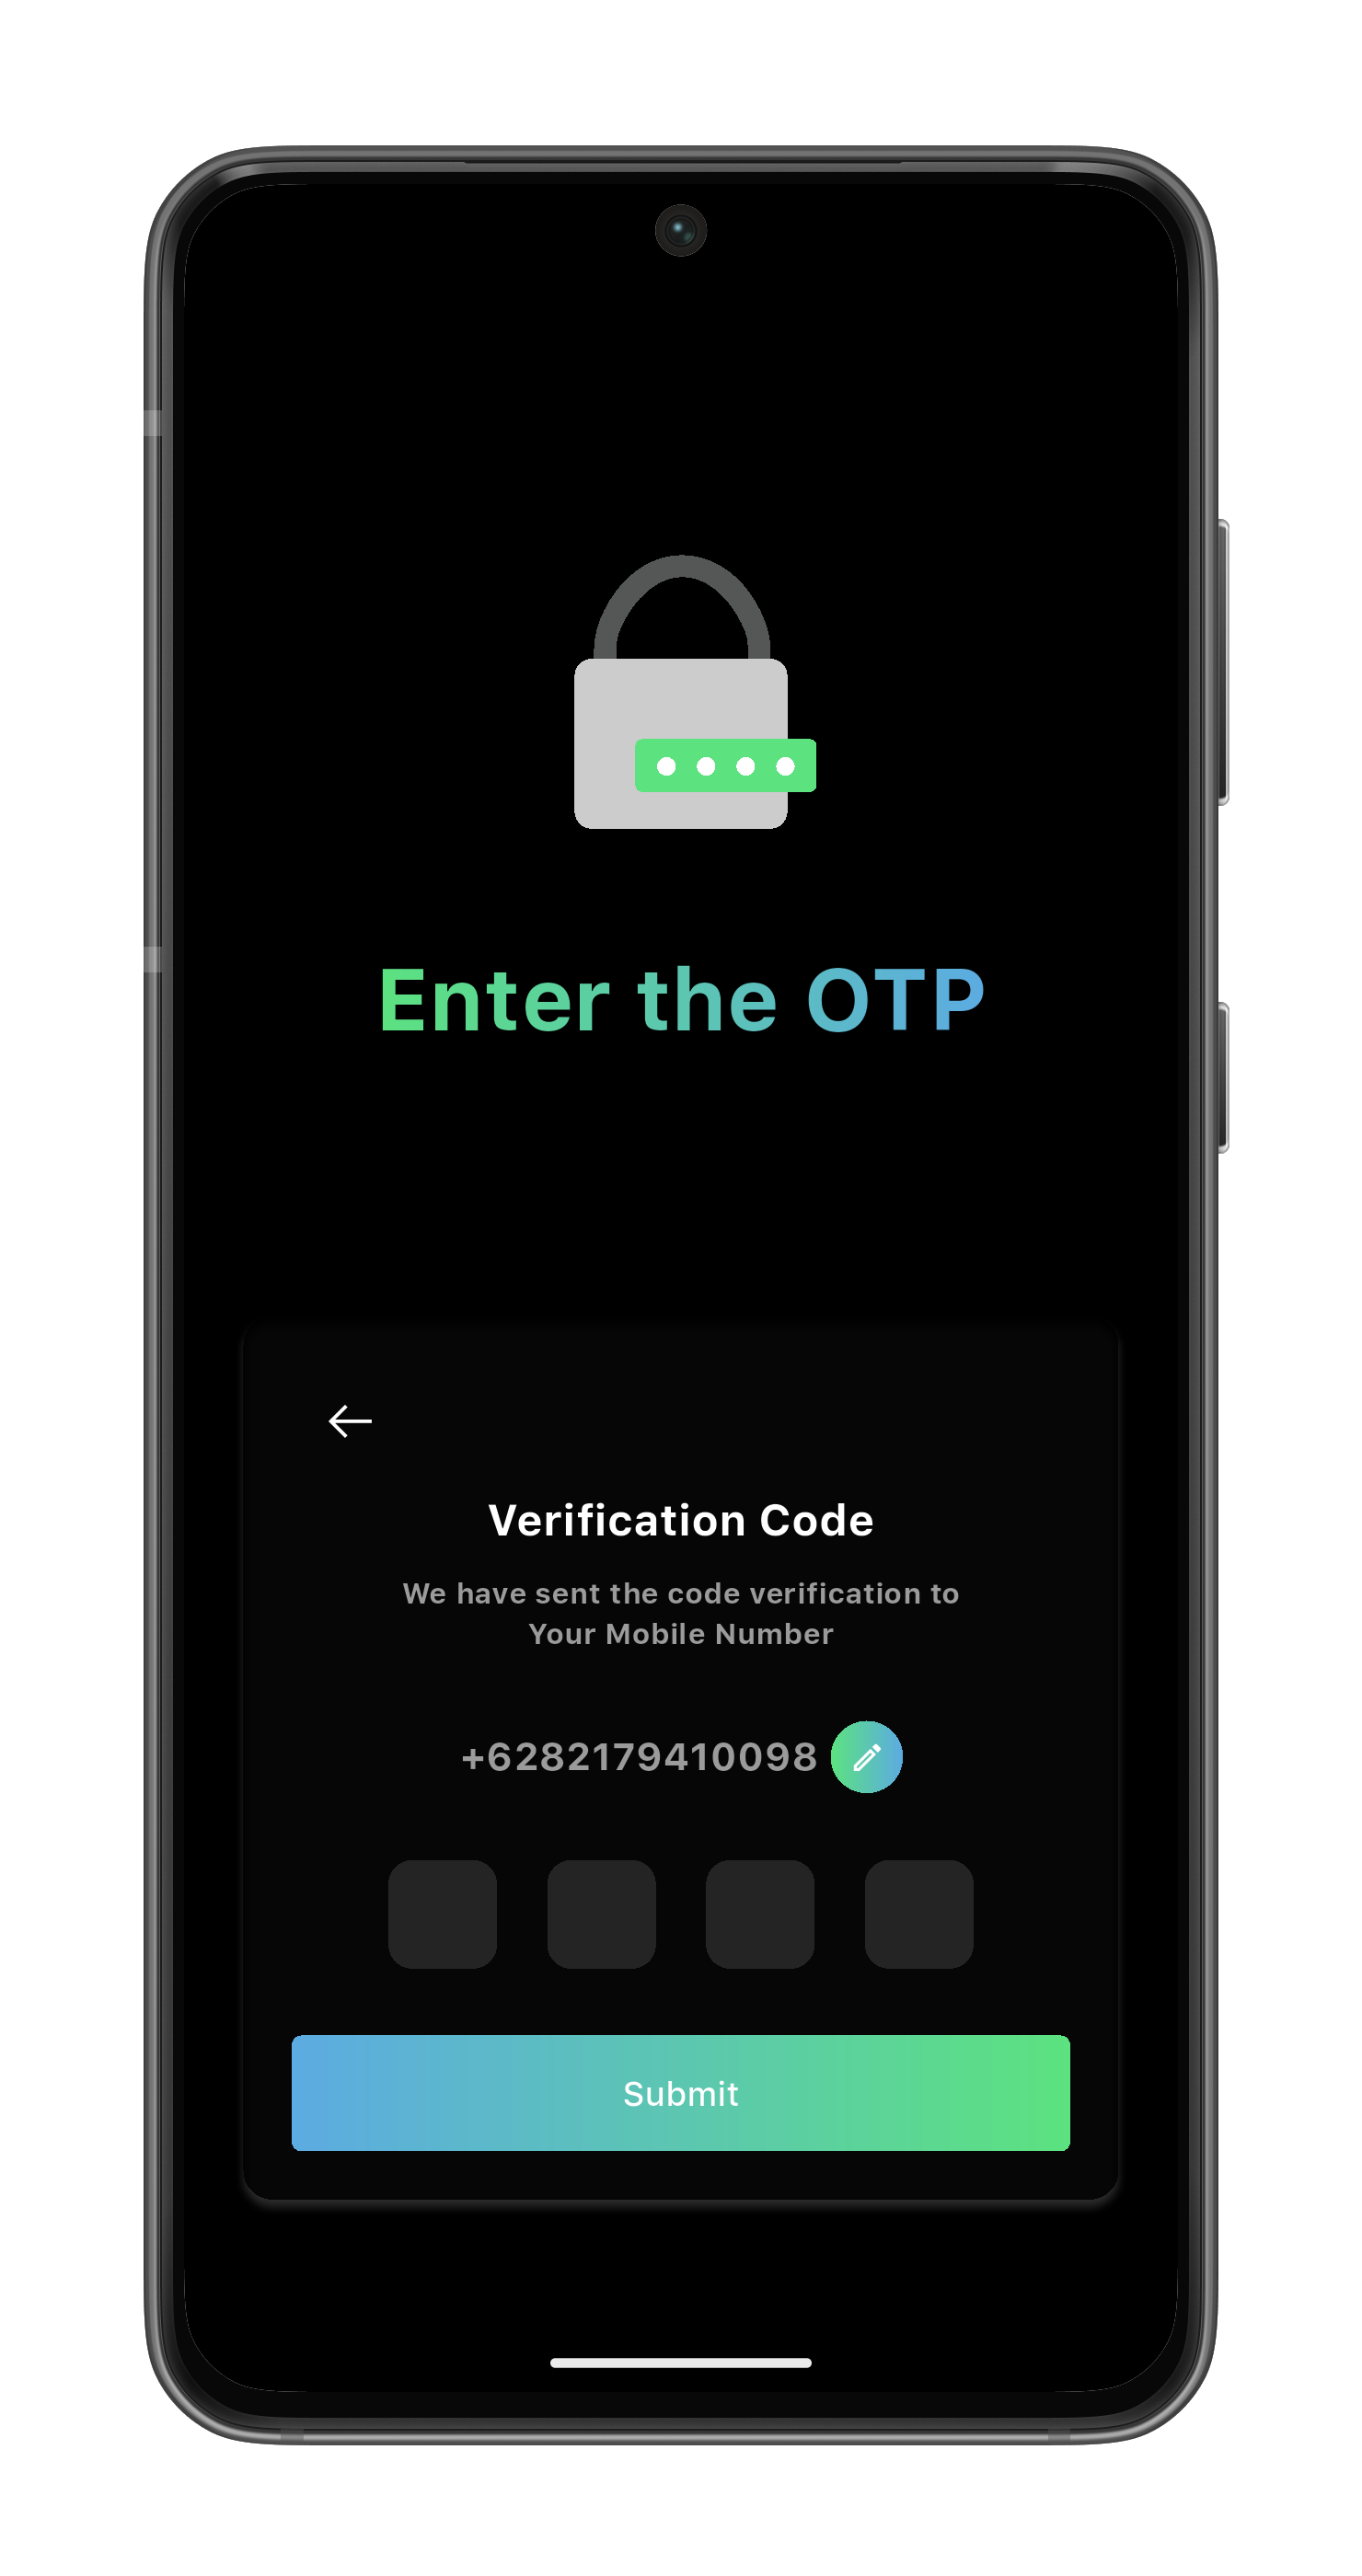 Enter the OTP
Verification Code
We have sent the code verification to
Your Mobile Number
+6282179410098
Submit